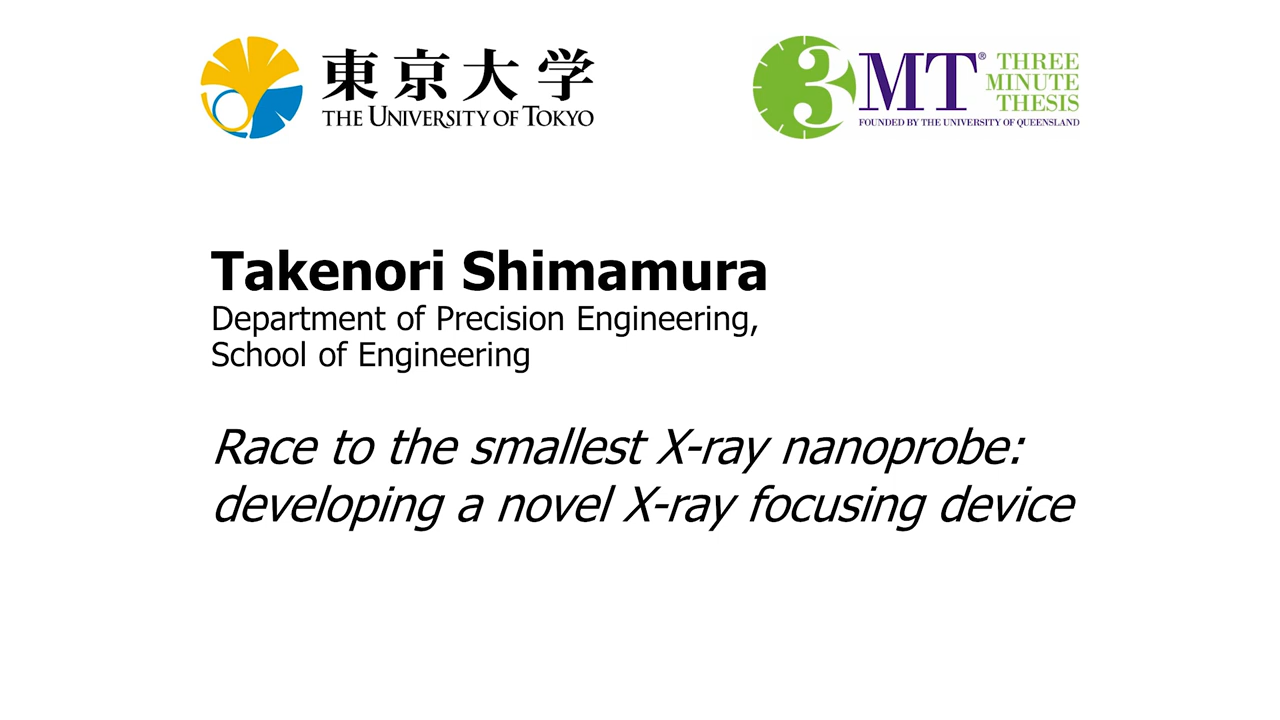 東京大学
THE UNIVERSITY OF TOKYO
3MT® THREE
MINUTE
THESIS
FOUNDED BY THE UNIVERSITY OF QUEENSLAND
Takenori Shimamura
Department of Precision Engineering,
School of Engineering
Race to the smallest X-ray nanoprobe:
developing a novel X-ray focusing device